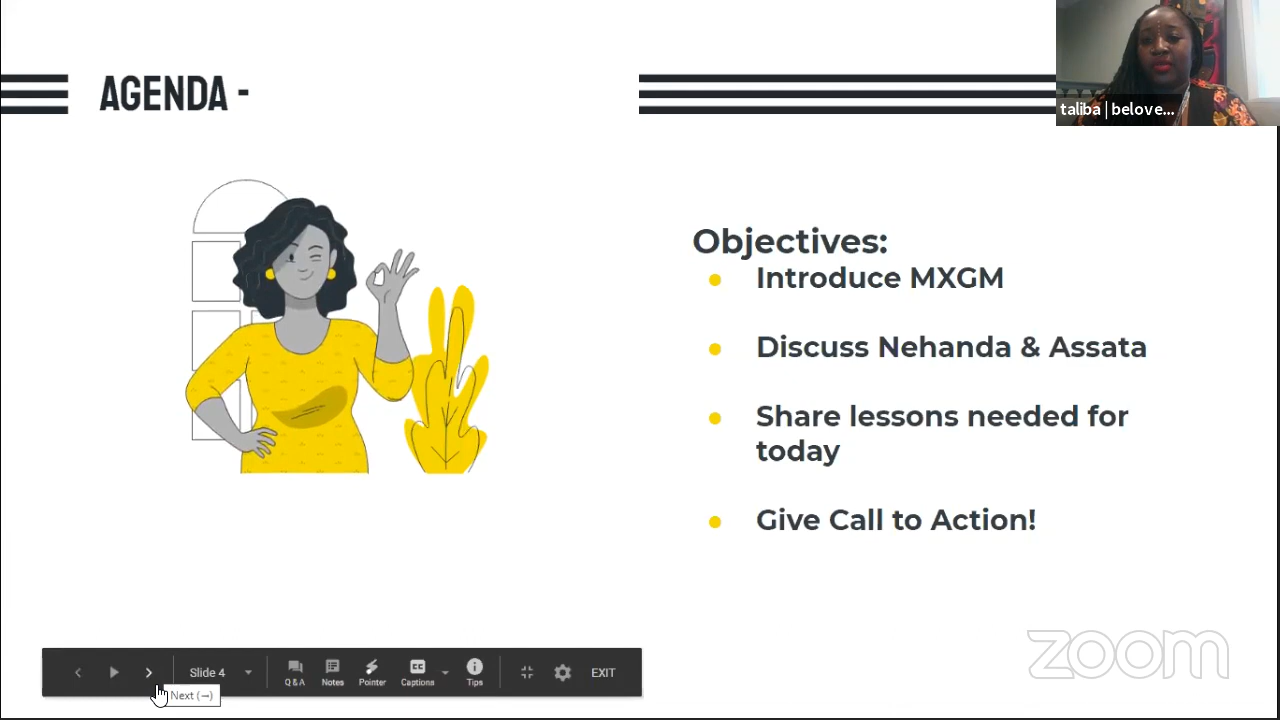 AGENDA -
taliba | belove...
Objectives:
● Introduce MXGM
● Discuss Nehanda & Assata
● Share lessons needed for
today
● Give Call to Action!
Slide 4
Q & A
Notes
Pointer
CC
Captions
Tips
EXIT
Next (→)
zoom